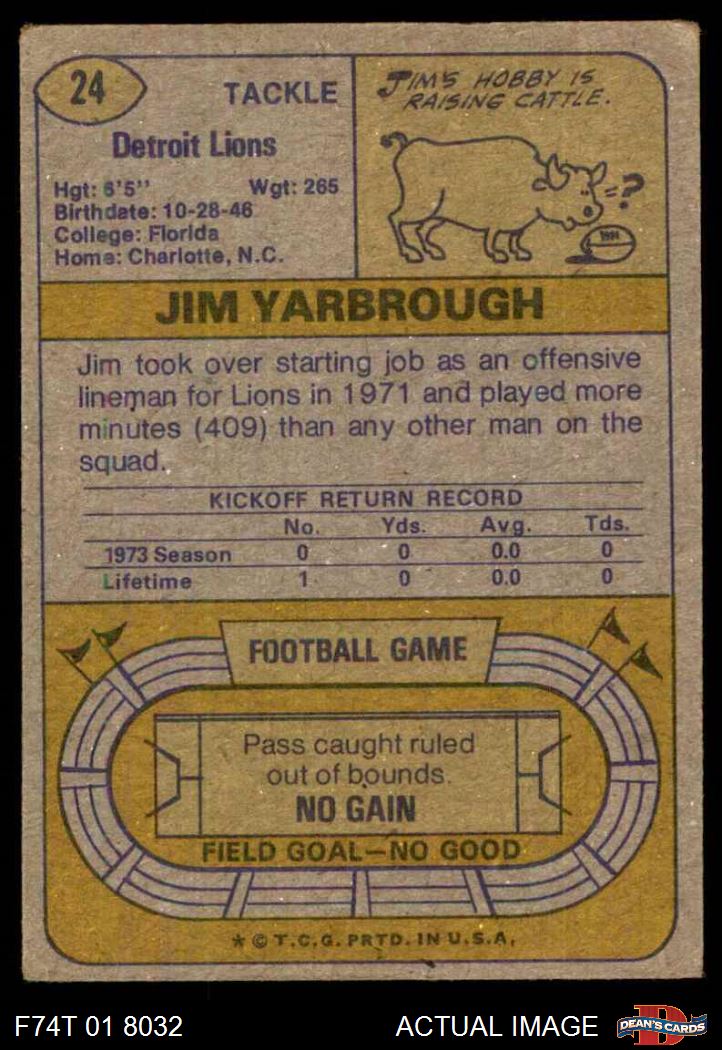 24
TACKLE
Detroit Lions
Hgt: 6'5" Wgt: 265
Birthdate: 10-28-46
College: Florida
Home: Charlotte, N.C.
JIM'S HOBBY IS
RAISING CATTLE.
=?
JIM YARBROUGH
Jim took over starting job as an offensive
lineman for Lions in 1971 and played more
minutes (409) than any other man on the
squad.
KICKOFF RETURN RECORD
No. Yds. Avg. Tds.
1973 Season 0 0 0.0 0
Lifetime 1 0 0.0 0
FOOTBALL GAME
Pass caught ruled
out of bounds.
NO GAIN
FIELD GOAL—NO GOOD
* © T.C.G. PRTD. IN U.S.A.
F74T 01 8032
ACTUAL IMAGE
D
DEAN'S CARDS